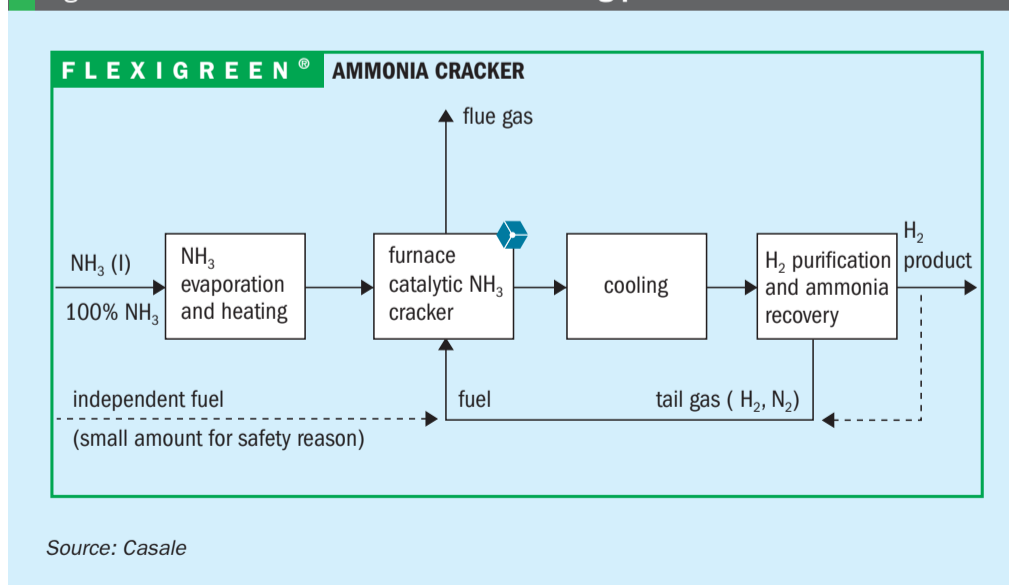 FLEXIGREEN® AMMONIA CRACKER
flue gas
NH₃ (l)
100% NH₃
NH₃
evaporation
and heating
furnace
catalytic NH₃
cracker
cooling
H₂ purification
and ammonia
recovery
H₂
product
independent fuel
(small amount for safety reason)
fuel
tail gas ( H₂, N₂)
Source: Casale